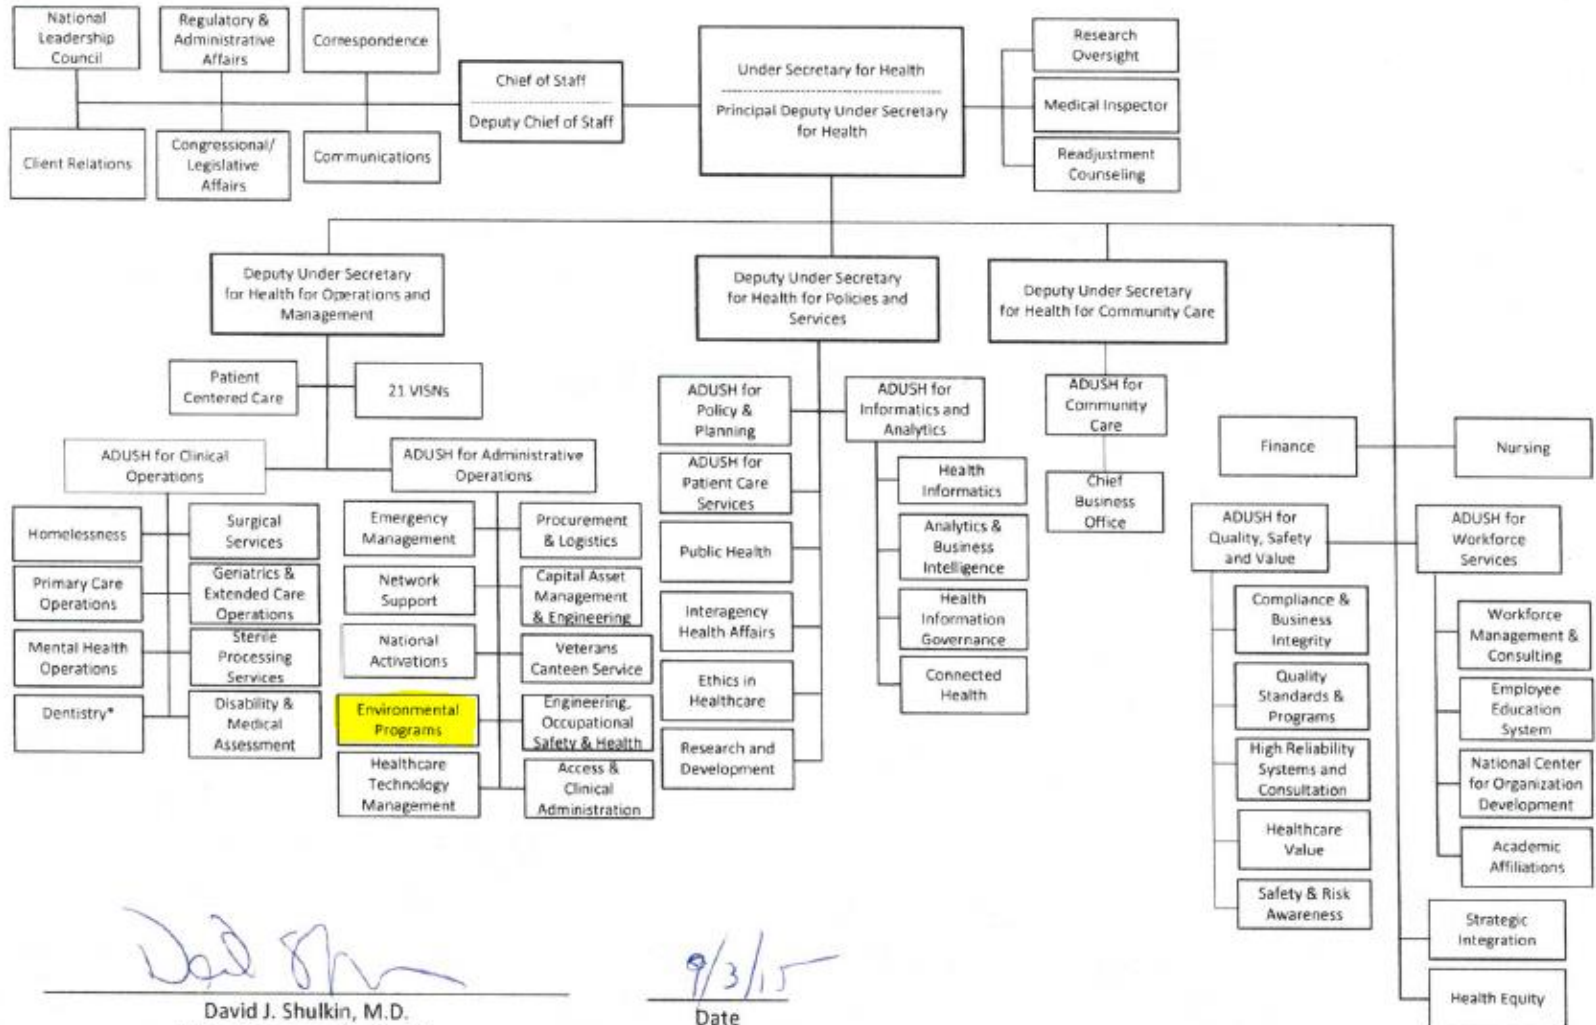 National
Leadership
Council
Regulatory &
Administrative
Affairs
Correspondence
Client Relations
Congressional/
Legislative
Affairs
Communications
Chief of Staff
Deputy Chief of Staff
Under Secretary for Health
Principal Deputy Under Secretary
for Health
Research
Oversight
Medical Inspector
Readjustment
Counseling
Deputy Under Secretary
for Health for Operations and
Management
Patient
Centered Care
21 VISNs
ADUSH for Clinical
Operations
Homelessness
Surgical
Services
Primary Care
Operations
Geriatrics &
Extended Care
Operations
Mental Health
Operations
Sterile
Processing
Services
Dentistry*
Disability &
Medical
Assessment
ADUSH for Administrative
Operations
Emergency
Management
Procurement
& Logistics
Network
Support
Capital Asset
Management
& Engineering
National
Activations
Veterans
Canteen Service
Environmental
Programs
Engineering,
Occupational
Safety & Health
Healthcare
Technology
Management
Access &
Clinical
Administration
Deputy Under Secretary
for Health for Policies and
Services
ADUSH for
Policy &
Planning
ADUSH for
Patient Care
Services
Public Health
Interagency
Health Affairs
Ethics in
Healthcare
Research and
Development
ADUSH for
Informatics and
Analytics
Health
Informatics
Analytics &
Business
Intelligence
Health
Information
Governance
Connected
Health
Deputy Under Secretary
for Health for Community Care
ADUSH for
Community
Care
Chief
Business
Office
Finance
Nursing
ADUSH for
Quality, Safety
and Value
Compliance &
Business
Integrity
Quality
Standards &
Programs
High Reliability
Systems and
Consultation
Healthcare
Value
Safety & Risk
Awareness
ADUSH for
Workforce
Services
Workforce
Management &
Consulting
Employee
Education
System
National Center
for Organization
Development
Academic
Affiliations
Strategic
Integration
Health Equity
9/3/15
David J. Shulkin, M.D.
Date